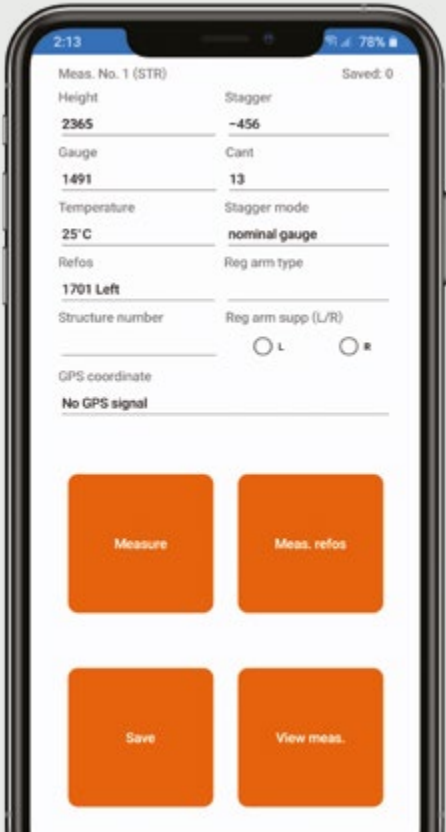 2:13 78%
Meas. No. 1 (STR) Saved: 0
Height Stagger
2365 -456
Gauge Cant
1491 13
Temperature Stagger mode
25°C nominal gauge
Refos Reg arm type
1701 Left
Structure number Reg arm supp (L/R)
L R
GPS coordinate
No GPS signal
Measure Meas. refos
Save View meas.